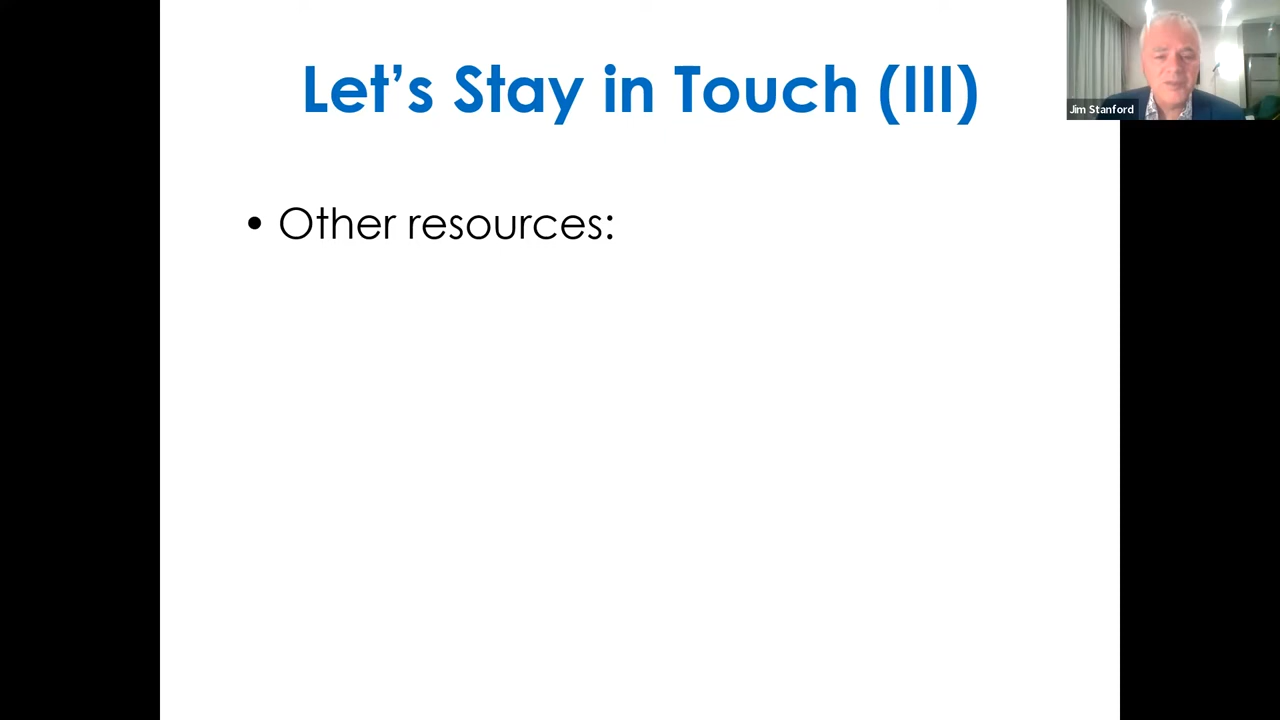 Let’s Stay in Touch (III)
Jim Stanford
• Other resources: